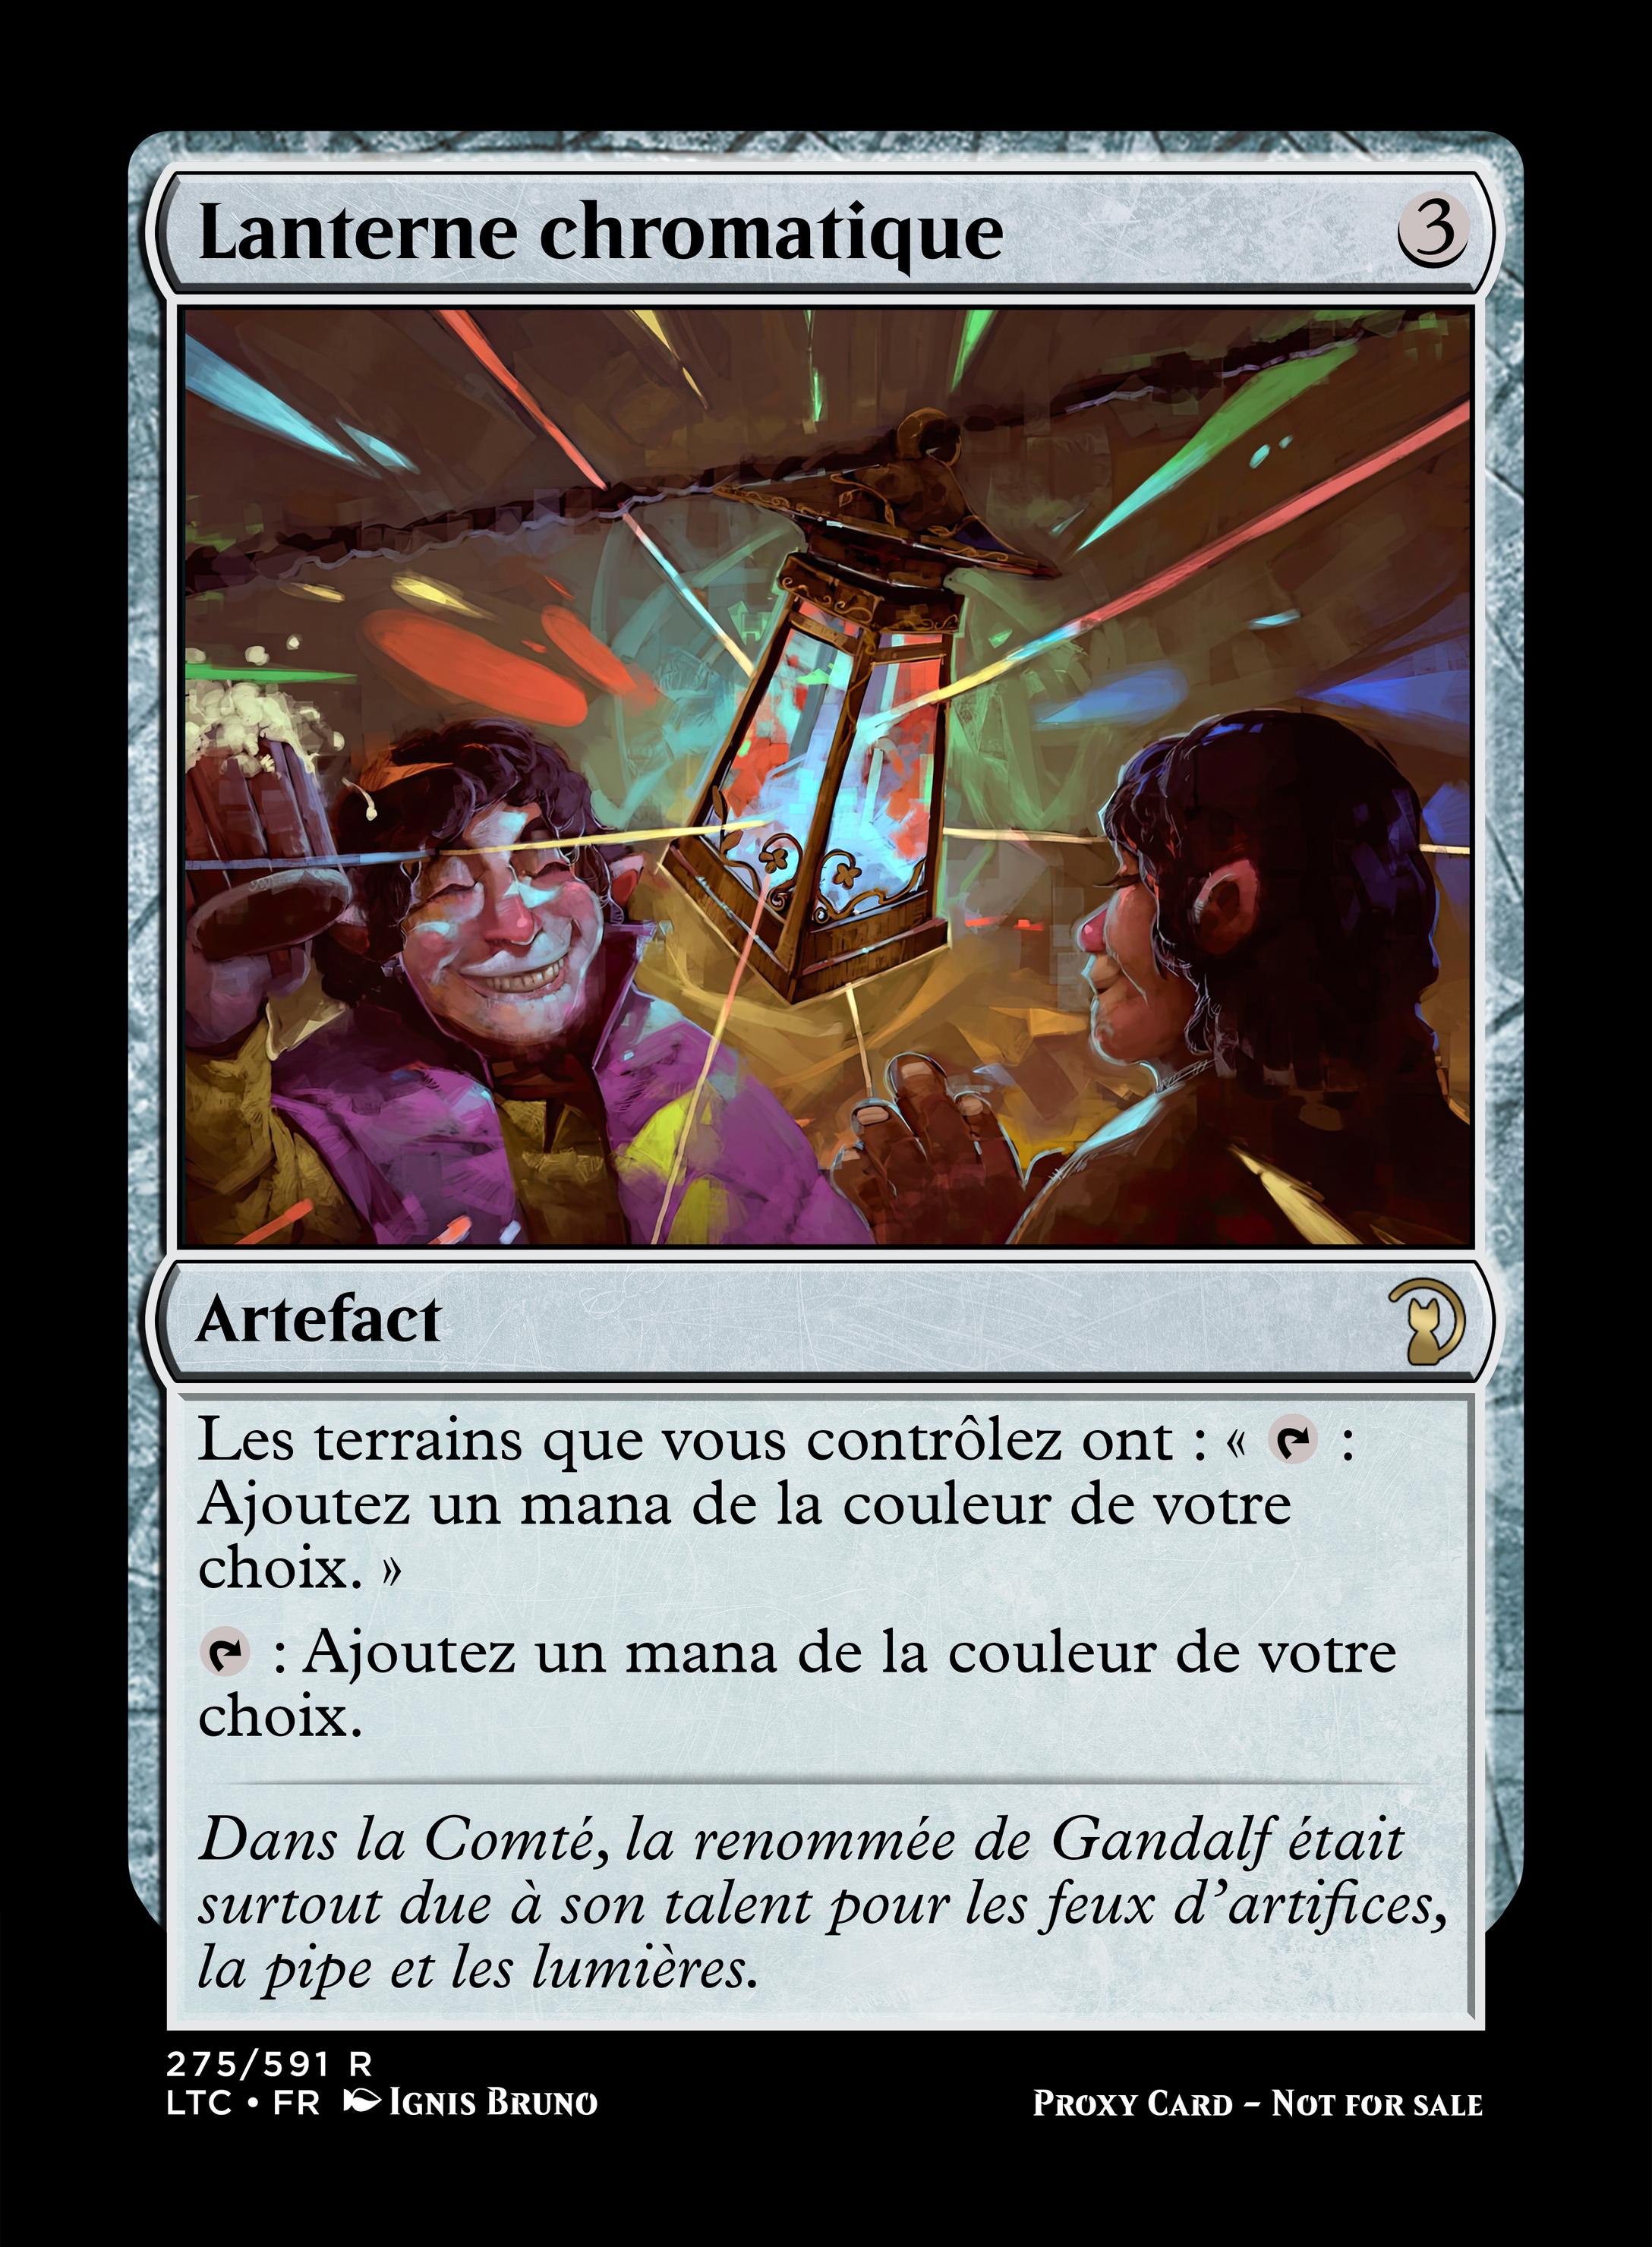 Lanterne chromatique 3
Artefact
Les terrains que vous contrôlez ont : « :
Ajoutez un mana de la couleur de votre
choix. »
: Ajoutez un mana de la couleur de votre
choix.
Dans la Comté, la renommée de Gandalf était
surtout due à son talent pour les feux d’artifices,
la pipe et les lumières.
275/591 R
LTC • FR Ignis Bruno
Proxy Card – Not for sale